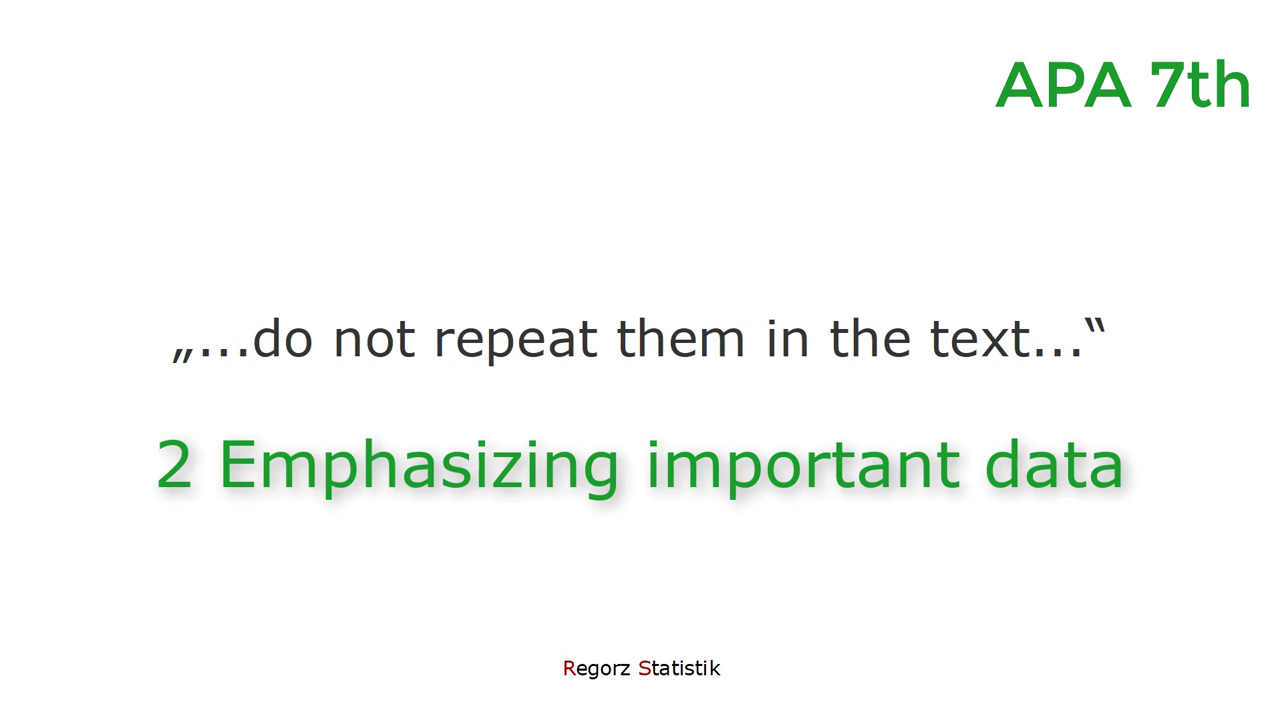 APA 7th
„...do not repeat them in the text...“
2 Emphasizing important data
Regorz Statistik